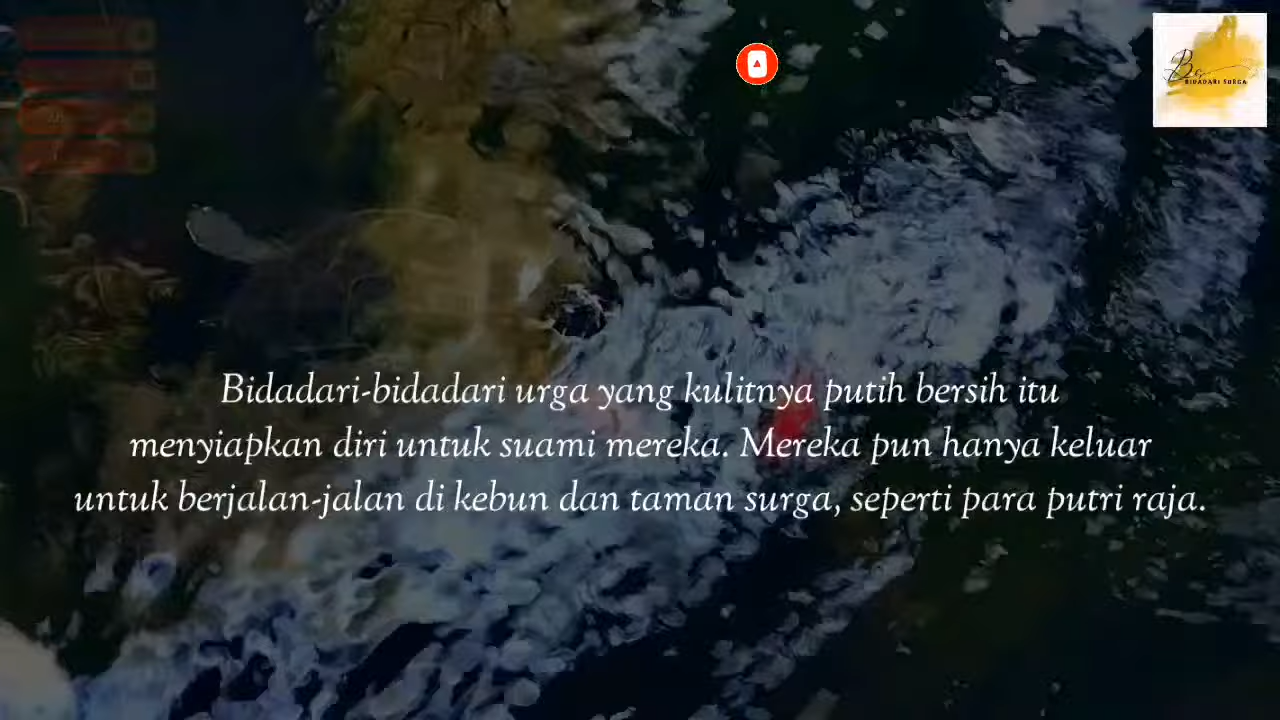 BIDADARI SURGA
Bidadari-bidadari urga yang kulitnya putih bersih itu
menyiapkan diri untuk suami mereka. Mereka pun hanya keluar
untuk berjalan-jalan di kebun dan taman surga, seperti para putri raja.